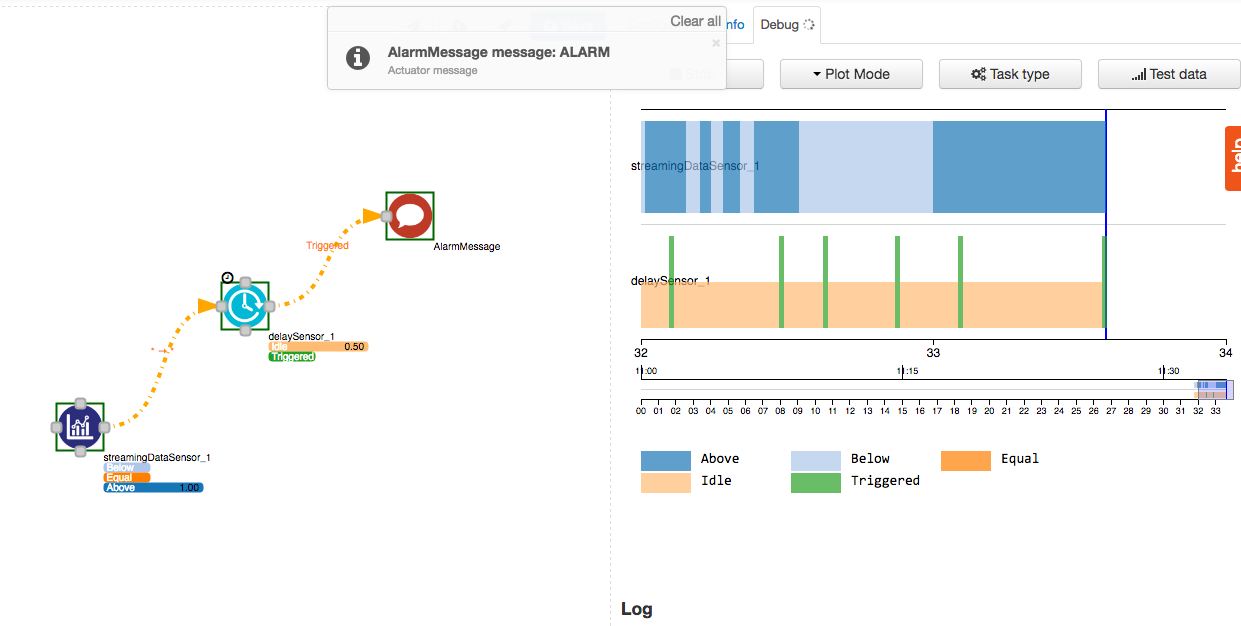 Clear all
AlarmMessage message: ALARM
Actuator message
nfo
Debug
Plot Mode
Task type
Test data
help
streamingDataSensor_1
delaySensor_1
32 33 34
11:00 11:15 11:30
00 01 02 03 04 05 06 07 08 09 10 11 12 13 14 15 16 17 18 19 20 21 22 23 24 25 26 27 28 29 30 31 32 33
Above Below Equal
Idle Triggered
Triggered
AlarmMessage
delaySensor_1
Idle 0.50
Triggered
streamingDataSensor_1
Below
Equal
Above 1.00
Log